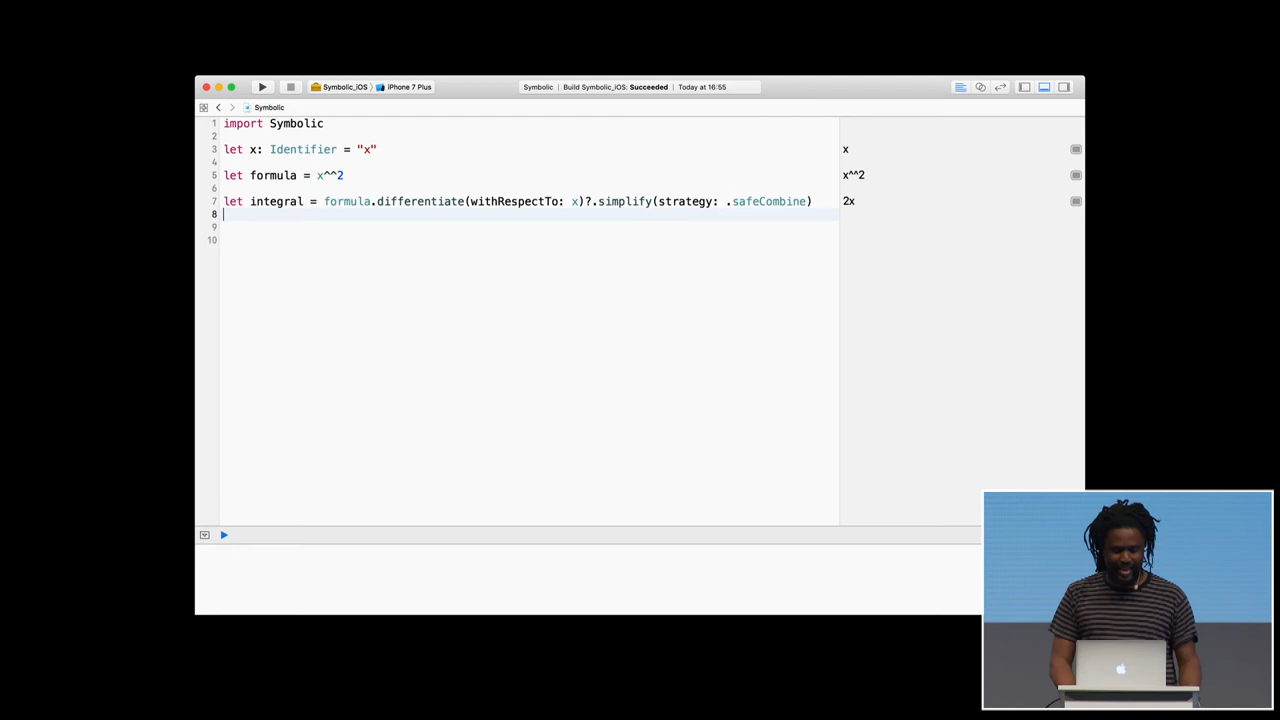 Symbolic_iOS
iPhone 7 Plus
Symbolic | Build Symbolic_iOS: Succeeded | Today at 16:55
Symbolic
1 import Symbolic
2
3 let x: Identifier = "x"
x
4
5 let formula = x^^2
x^^2
6
7 let integral = formula.differentiate(withRespectTo: x)?.simplify(strategy: .safeCombine)
2x
8
9
10